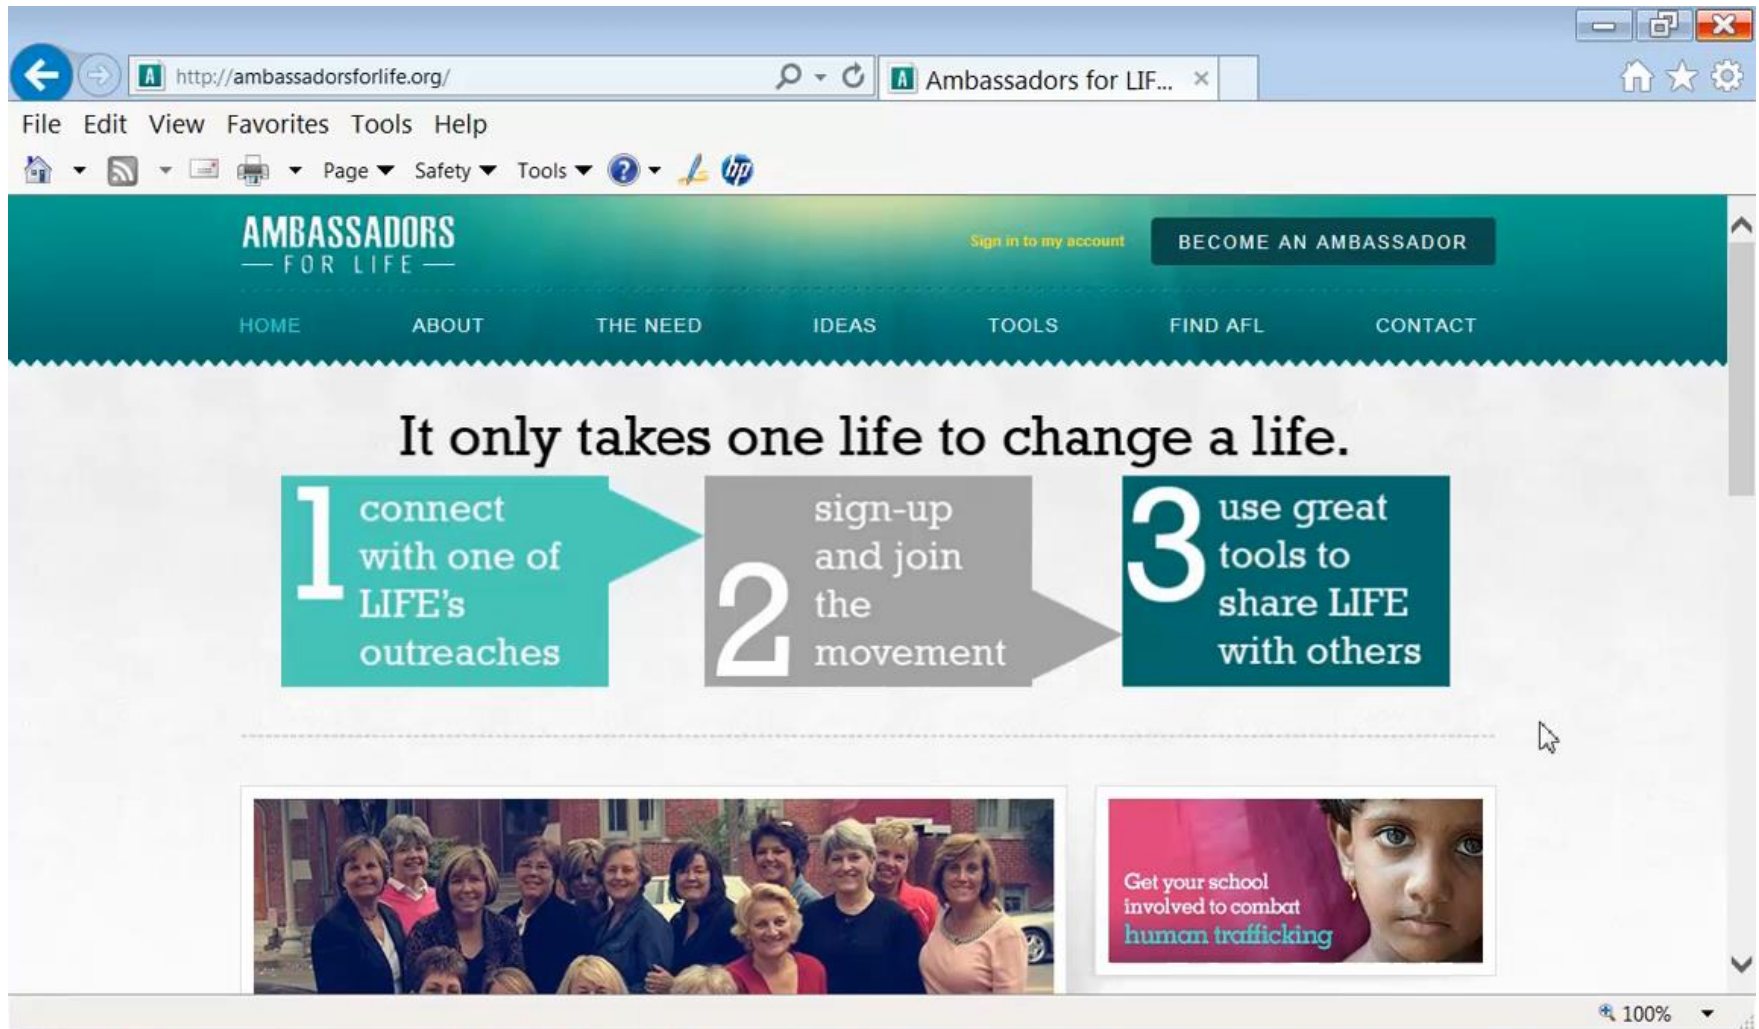 http://ambassadorsforlife.org/
Ambassadors for LIF...
File Edit View Favorites Tools Help
Page Safety Tools
hp
AMBASSADORS
FOR LIFE
Sign in to my account
BECOME AN AMBASSADOR
HOME ABOUT THE NEED IDEAS TOOLS FIND AFL CONTACT
It only takes one life to change a life.
1 connect
with one of
LIFE's
outreaches
2 sign-up
and join
the
movement
3 use great
tools to
share LIFE
with others
Get your school
involved to combat
human trafficking
100%